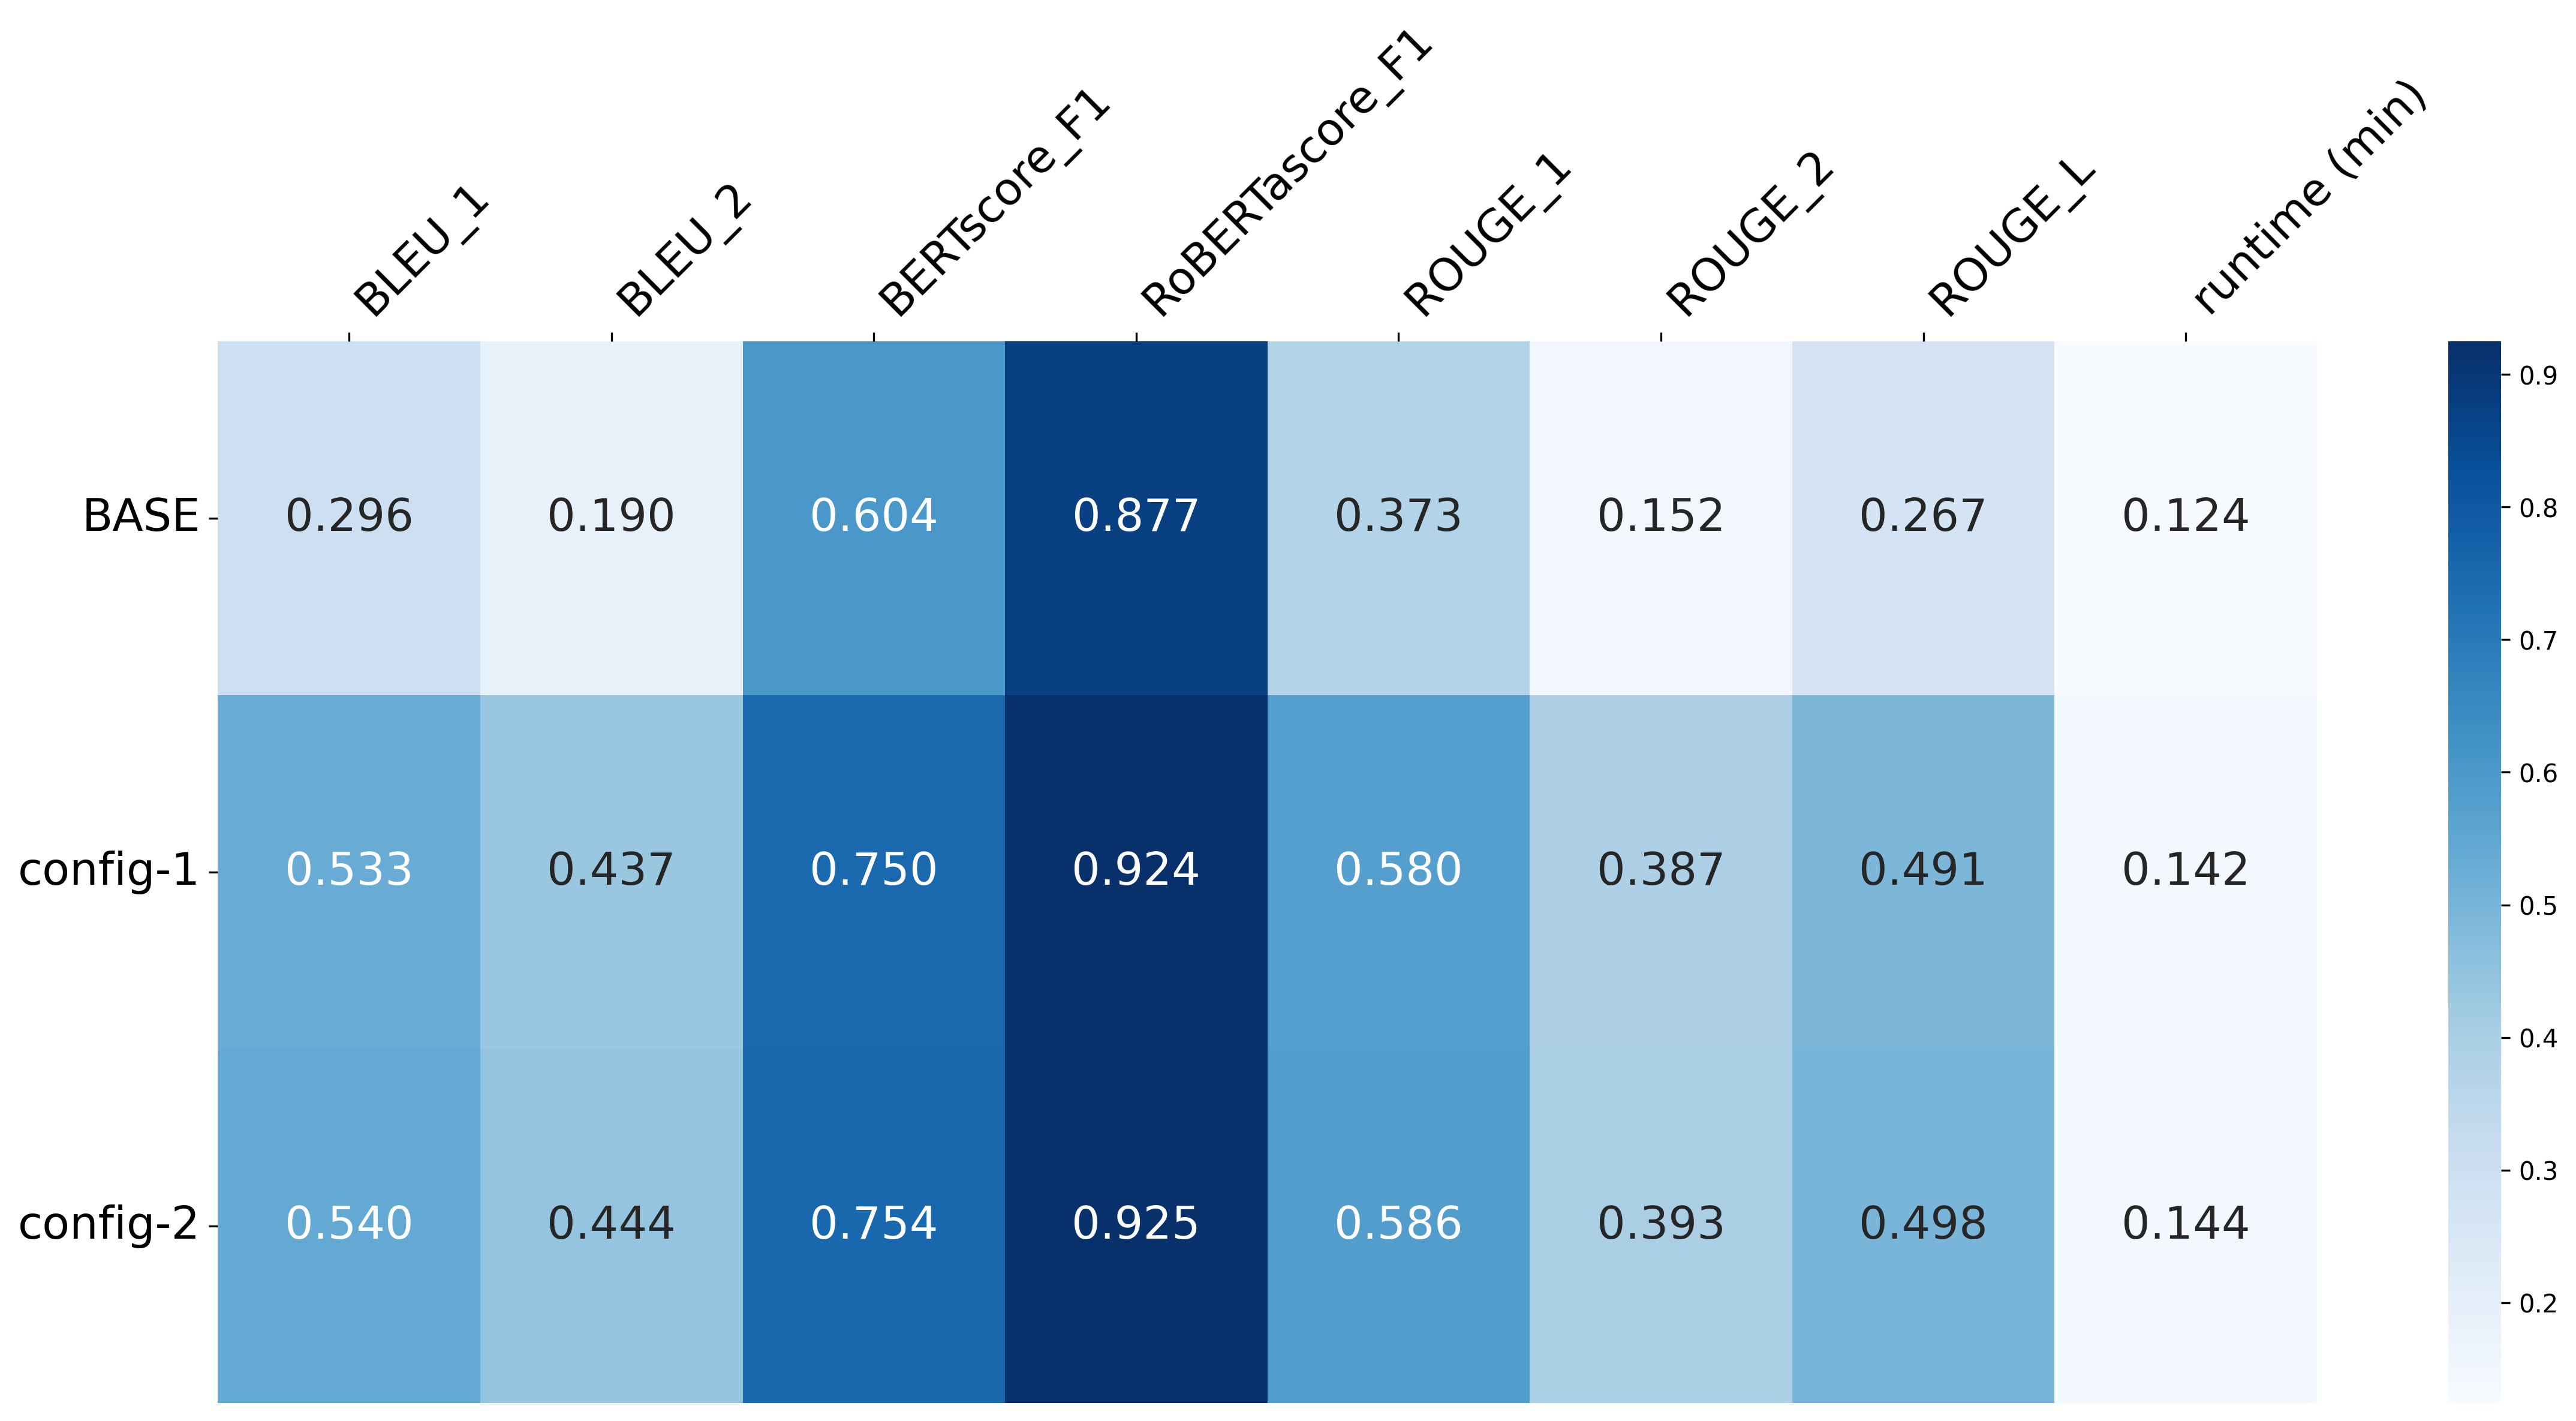 BLEU_1 BLEU_2 BERTscore_F1 RoBERTascore_F1 ROUGE_1 ROUGE_2 ROUGE_L runtime (min)
BASE 0.296 0.190 0.604 0.877 0.373 0.152 0.267 0.124
config-1 0.533 0.437 0.750 0.924 0.580 0.387 0.491 0.142
config-2 0.540 0.444 0.754 0.925 0.586 0.393 0.498 0.144
0.9
0.8
0.7
0.6
0.5
0.4
0.3
0.2